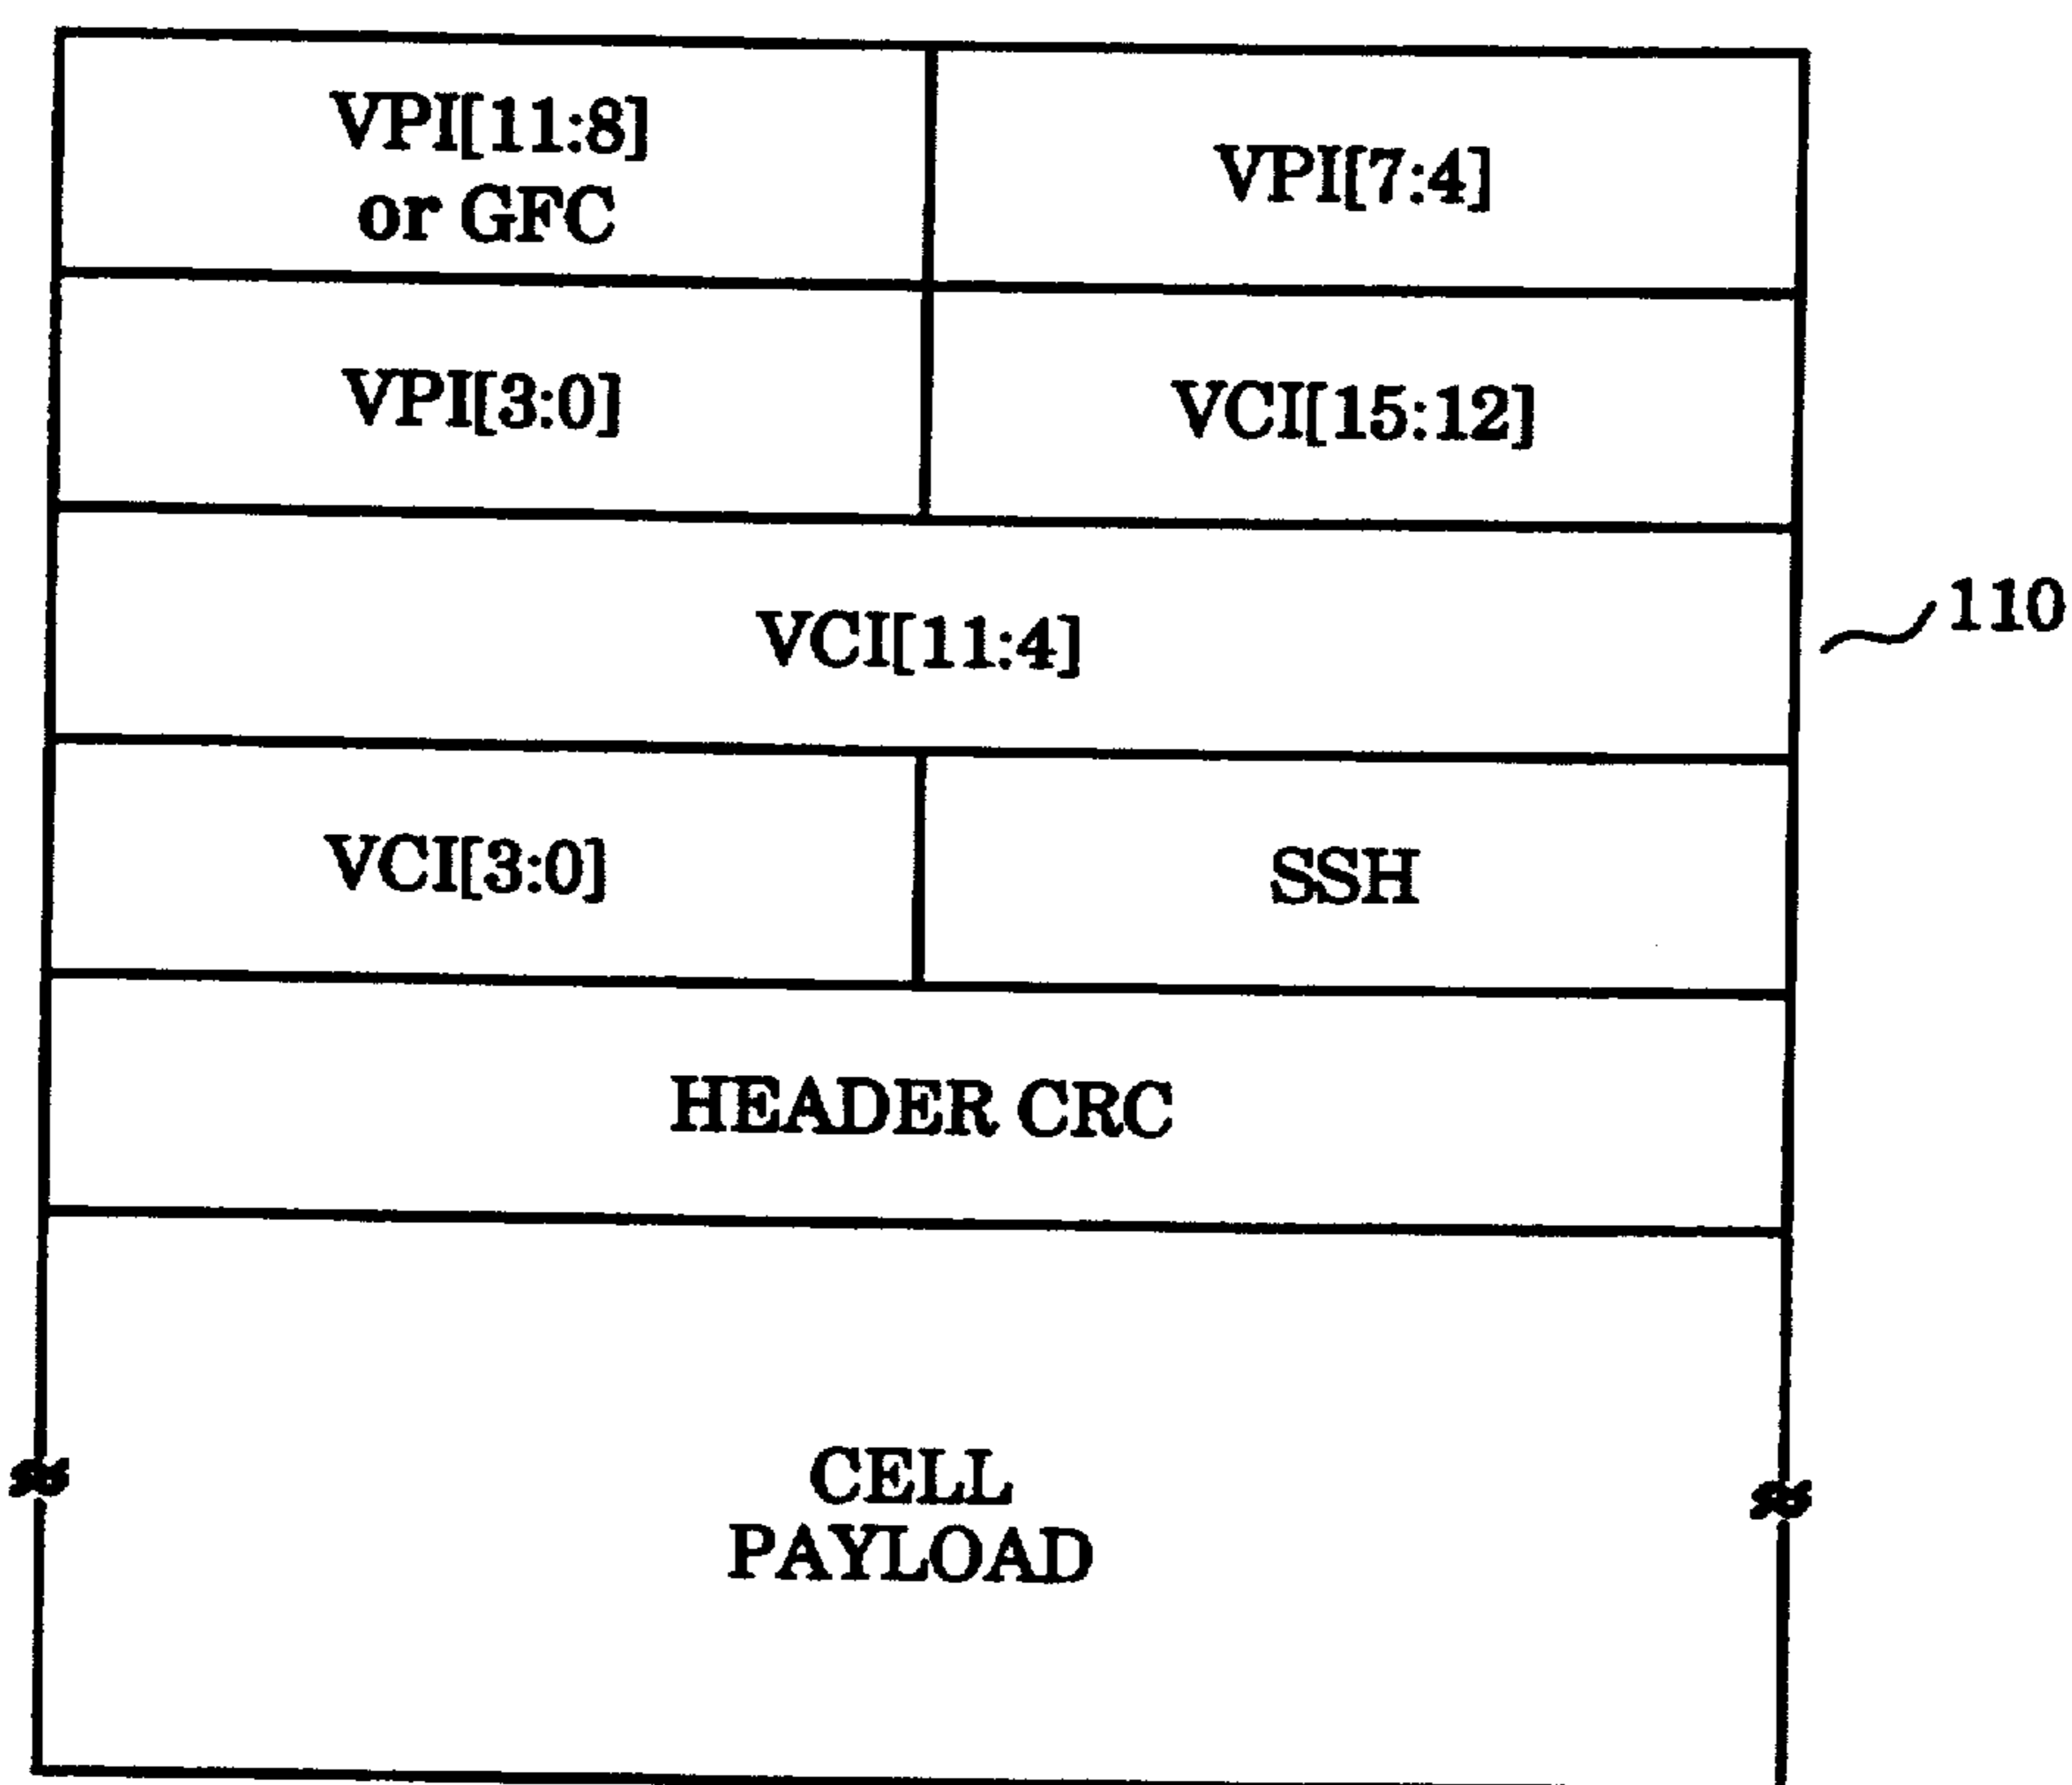 VPI[11:8]
or GFC
VPI[7:4]
VPI[3:0]
VCI[15:12]
VCI[11:4]
110
VCI[3:0]
SSH
HEADER CRC
CELL
PAYLOAD